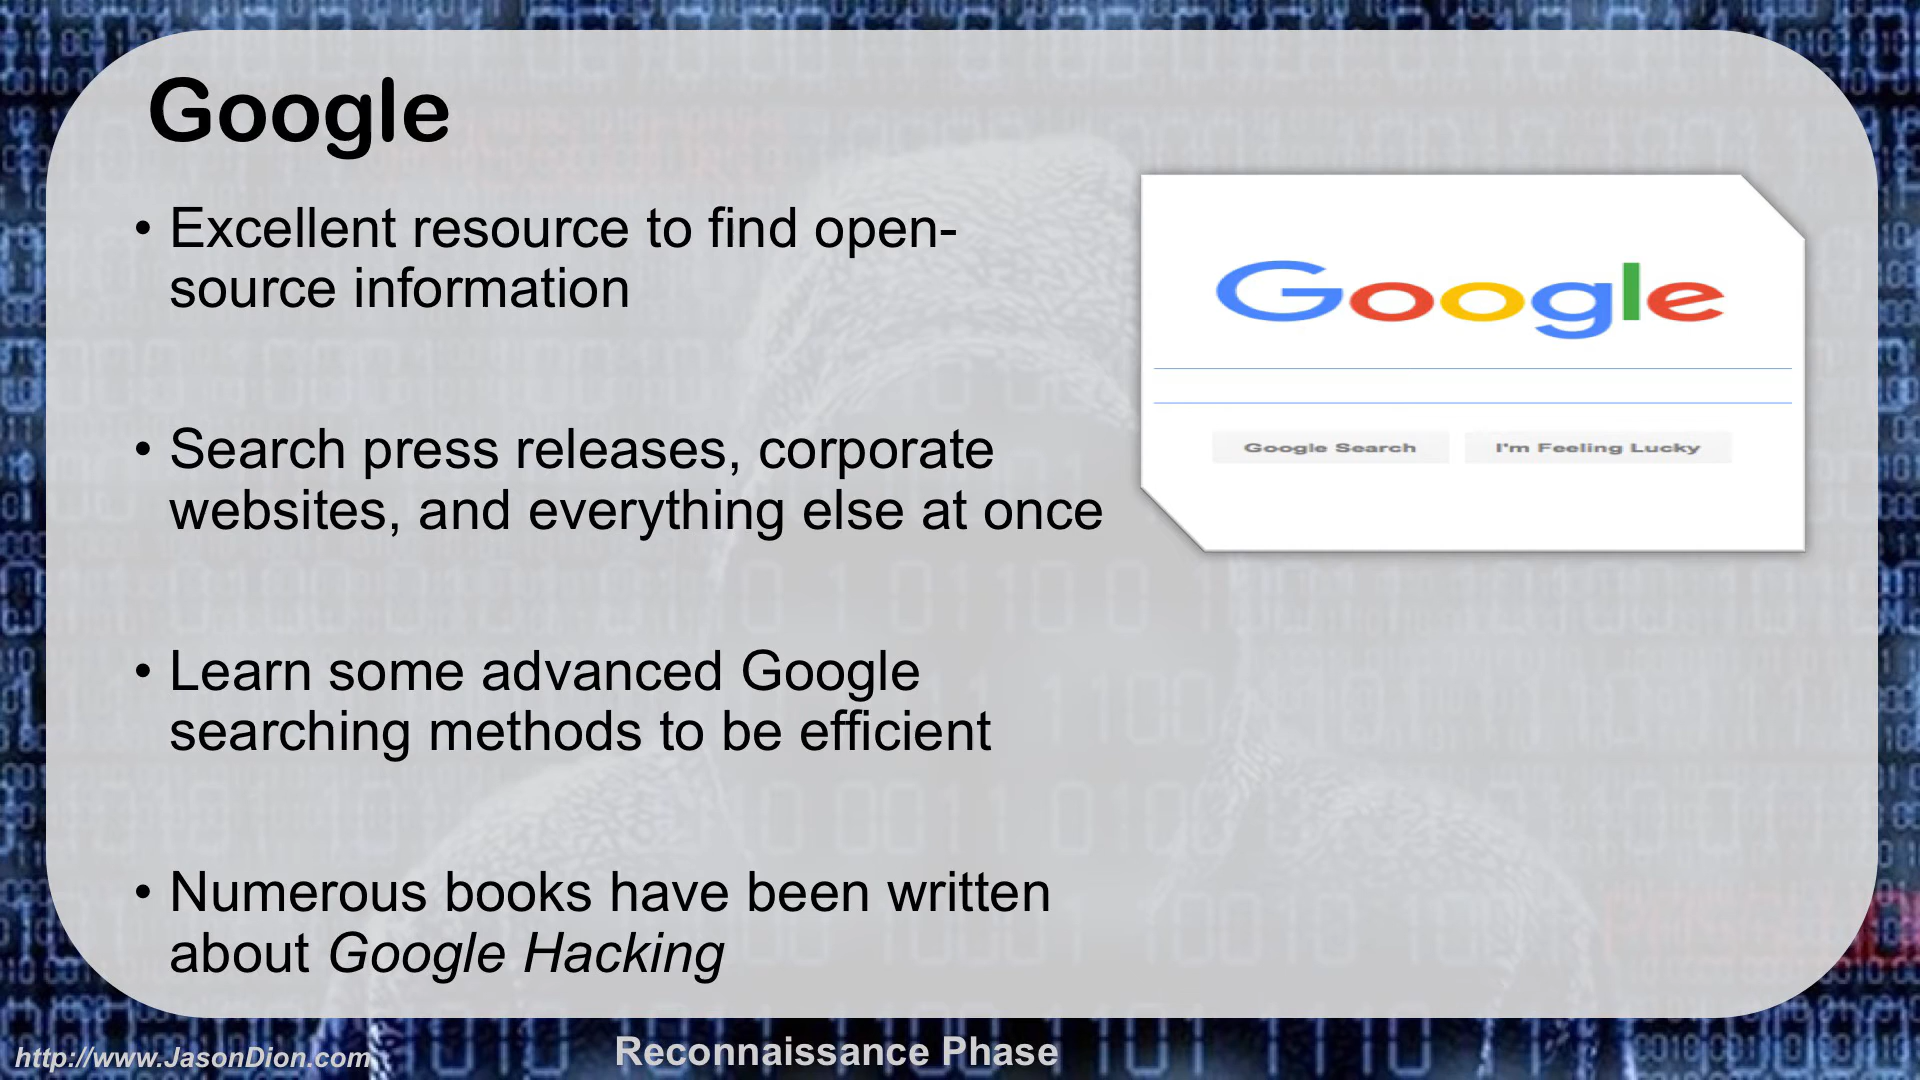 Google
• Excellent resource to find open-
source information
• Search press releases, corporate
websites, and everything else at once
• Learn some advanced Google
searching methods to be efficient
• Numerous books have been written
about Google Hacking
Google
Google Search
I'm Feeling Lucky
http://www.JasonDion.com
Reconnaissance Phase